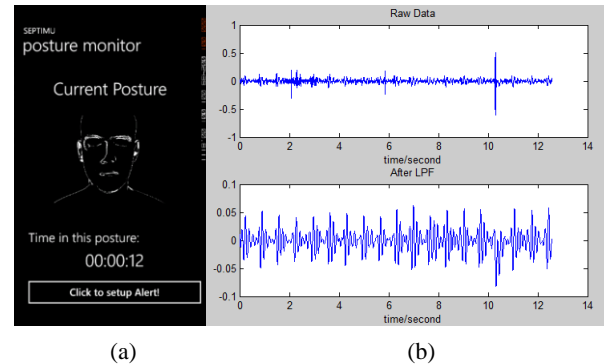 SEPTIMU
posture monitor
Current Posture
Time in this posture:
00:00:12
Click to setup Alert!
Raw Data
1
0.5
0
-0.5
-1
0 2 4 6 8 10 12 14
time/second
After LPF
0.1
0.05
0
-0.05
-0.1
0 2 4 6 8 10 12 14
time/second
(a) (b)